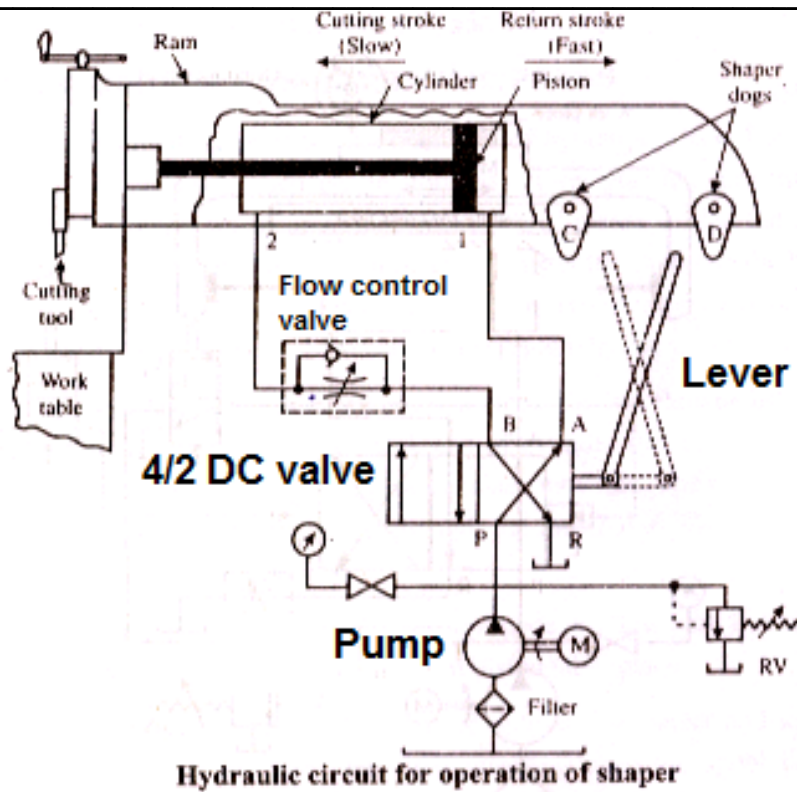 Cutting stroke
(Slow)
Return stroke
(Fast)
Ram
Cylinder
Piston
Shaper
dogs
2
1
C
D
Cutting
tool
Flow control
valve
Work
table
Lever
B
A
4/2 DC valve
P
R
Pump
M
RV
Filter
Hydraulic circuit for operation of shaper